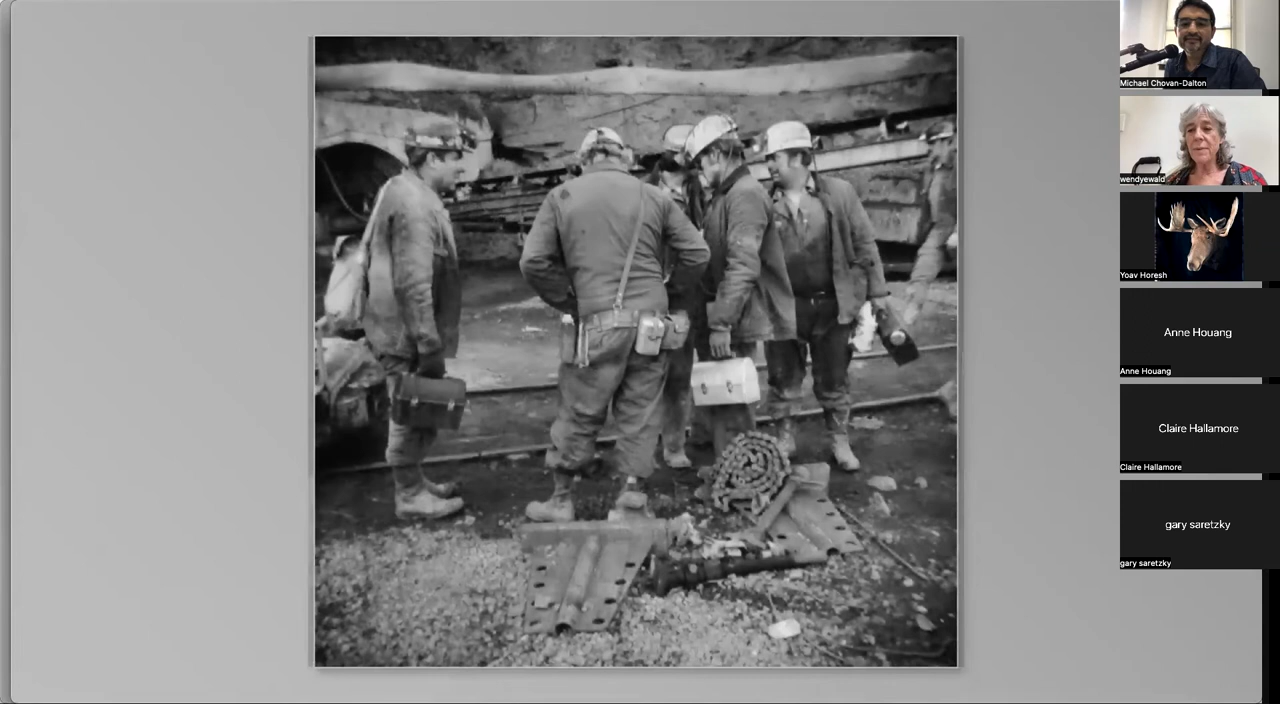 Michael Chovan-Dalton
wendyewald
Yoav Horesh
Anne Houang
Anne Houang
Claire Hallamore
Claire Hallamore
gary saretzky
gary saretzky